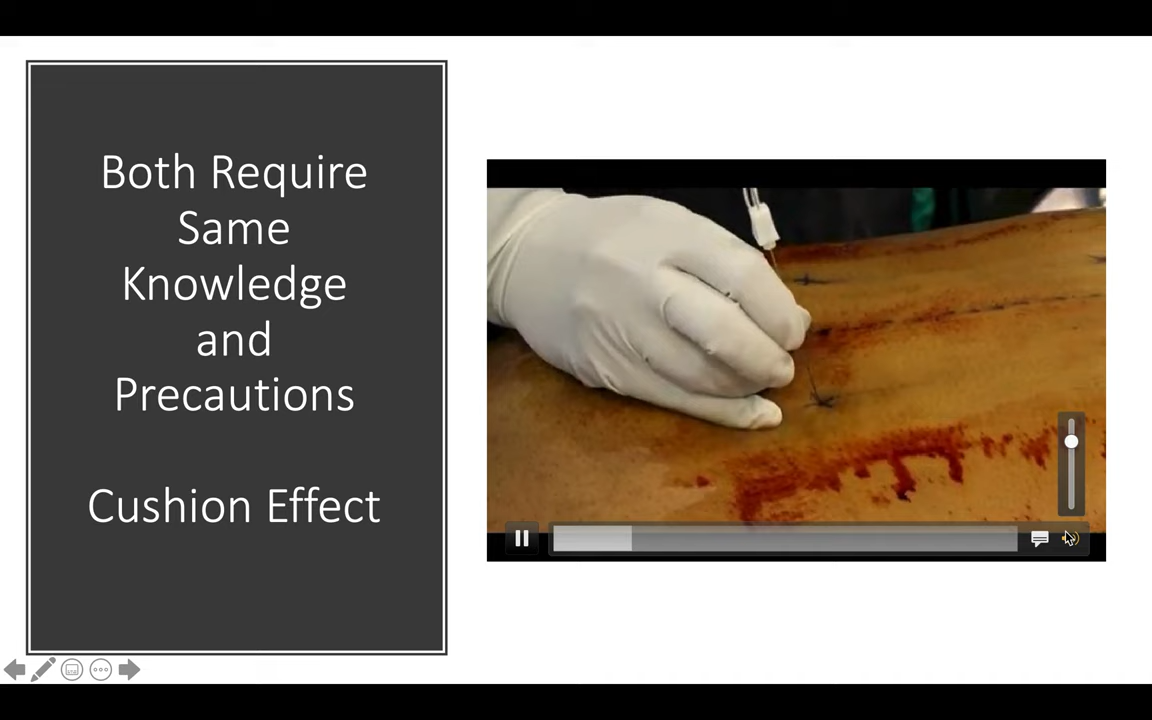 Both Require
Same
Knowledge
and
Precautions
Cushion Effect